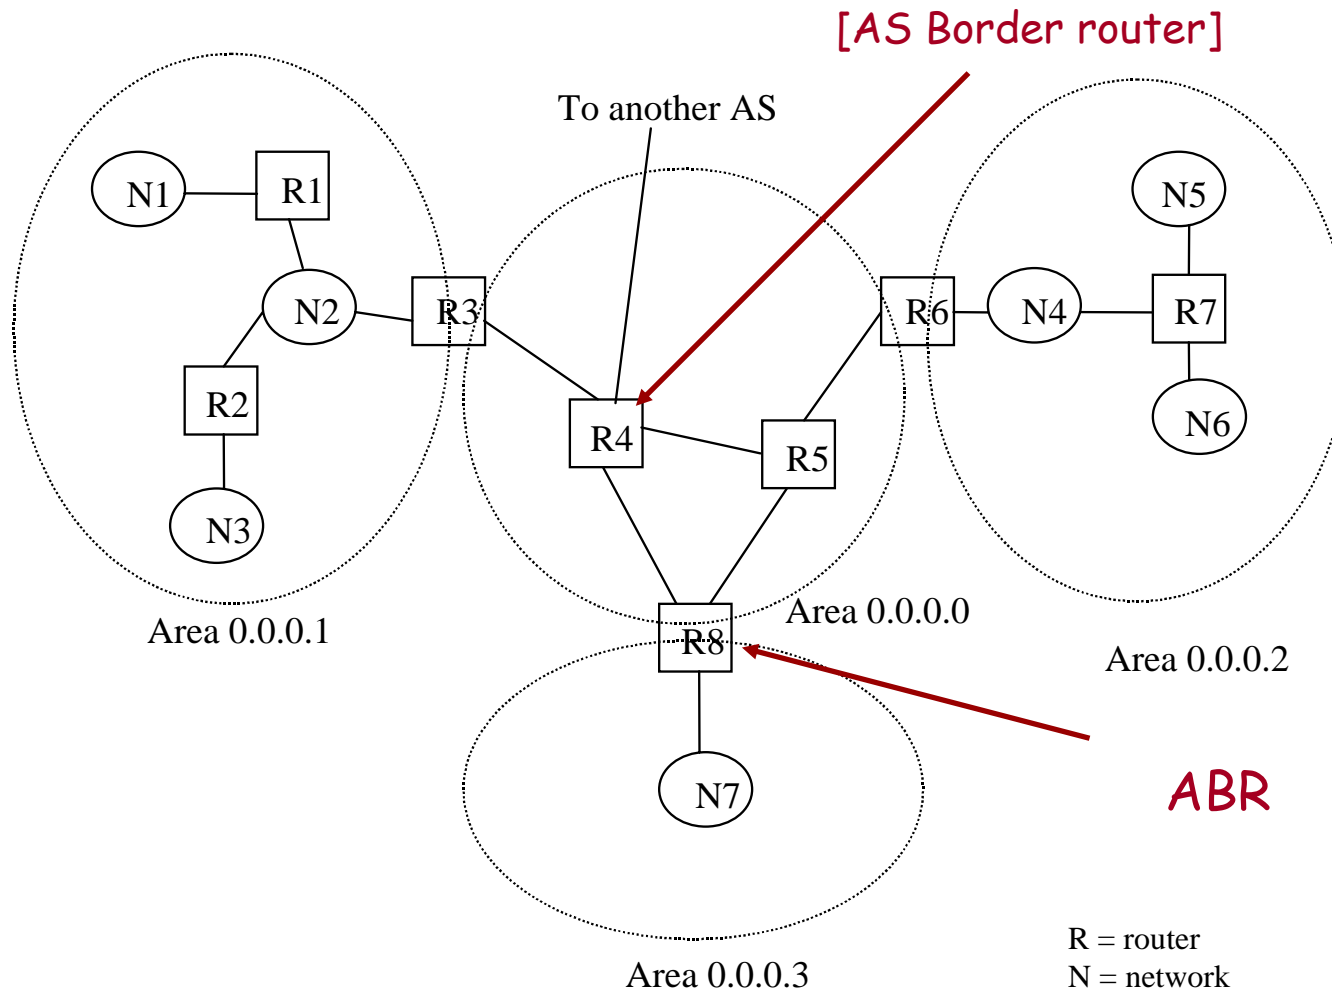 [AS Border router]
To another AS
N1
R1
N5
N2
R3
R6
N4
R7
R2
R4
R5
N6
N3
Area 0.0.0.1
R8
Area 0.0.0.0
Area 0.0.0.2
N7
ABR
Area 0.0.0.3
R = router
N = network